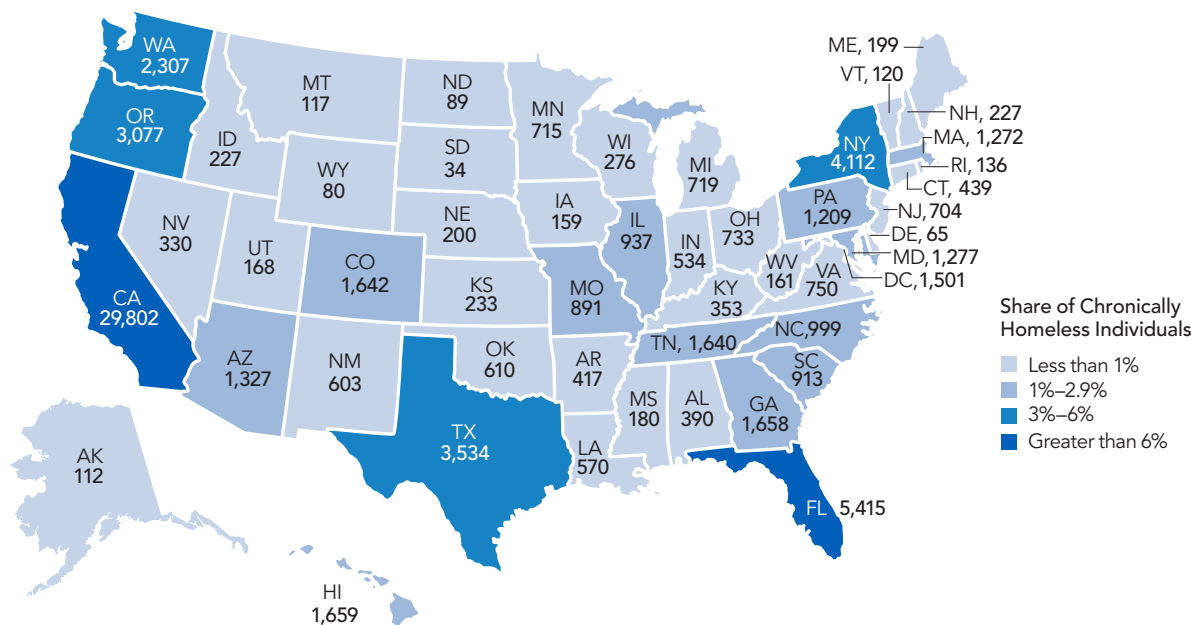 WA
2,307
OR
3,077
CA
29,802
ID
227
NV
330
MT
117
WY
80
UT
168
AZ
1,327
CO
1,642
NM
603
ND
89
SD
34
NE
200
KS
233
OK
610
TX
3,534
MN
715
IA
159
MO
891
AR
417
LA
570
WI
276
IL
937
MI
719
IN
534
OH
733
KY
353
TN, 1,640
MS
180
AL
390
GA
1,658
FL 5,415
SC
913
NC,999
VA
750
WV
161
PA
1,209
NY
4,112
ME, 199
VT, 120
NH, 227
MA, 1,272
RI, 136
CT, 439
NJ, 704
DE, 65
MD, 1,277
DC,1,501
AK
112
HI
1,659
Share of Chronically
Homeless Individuals
Less than 1%
1%–2.9%
3%–6%
Greater than 6%